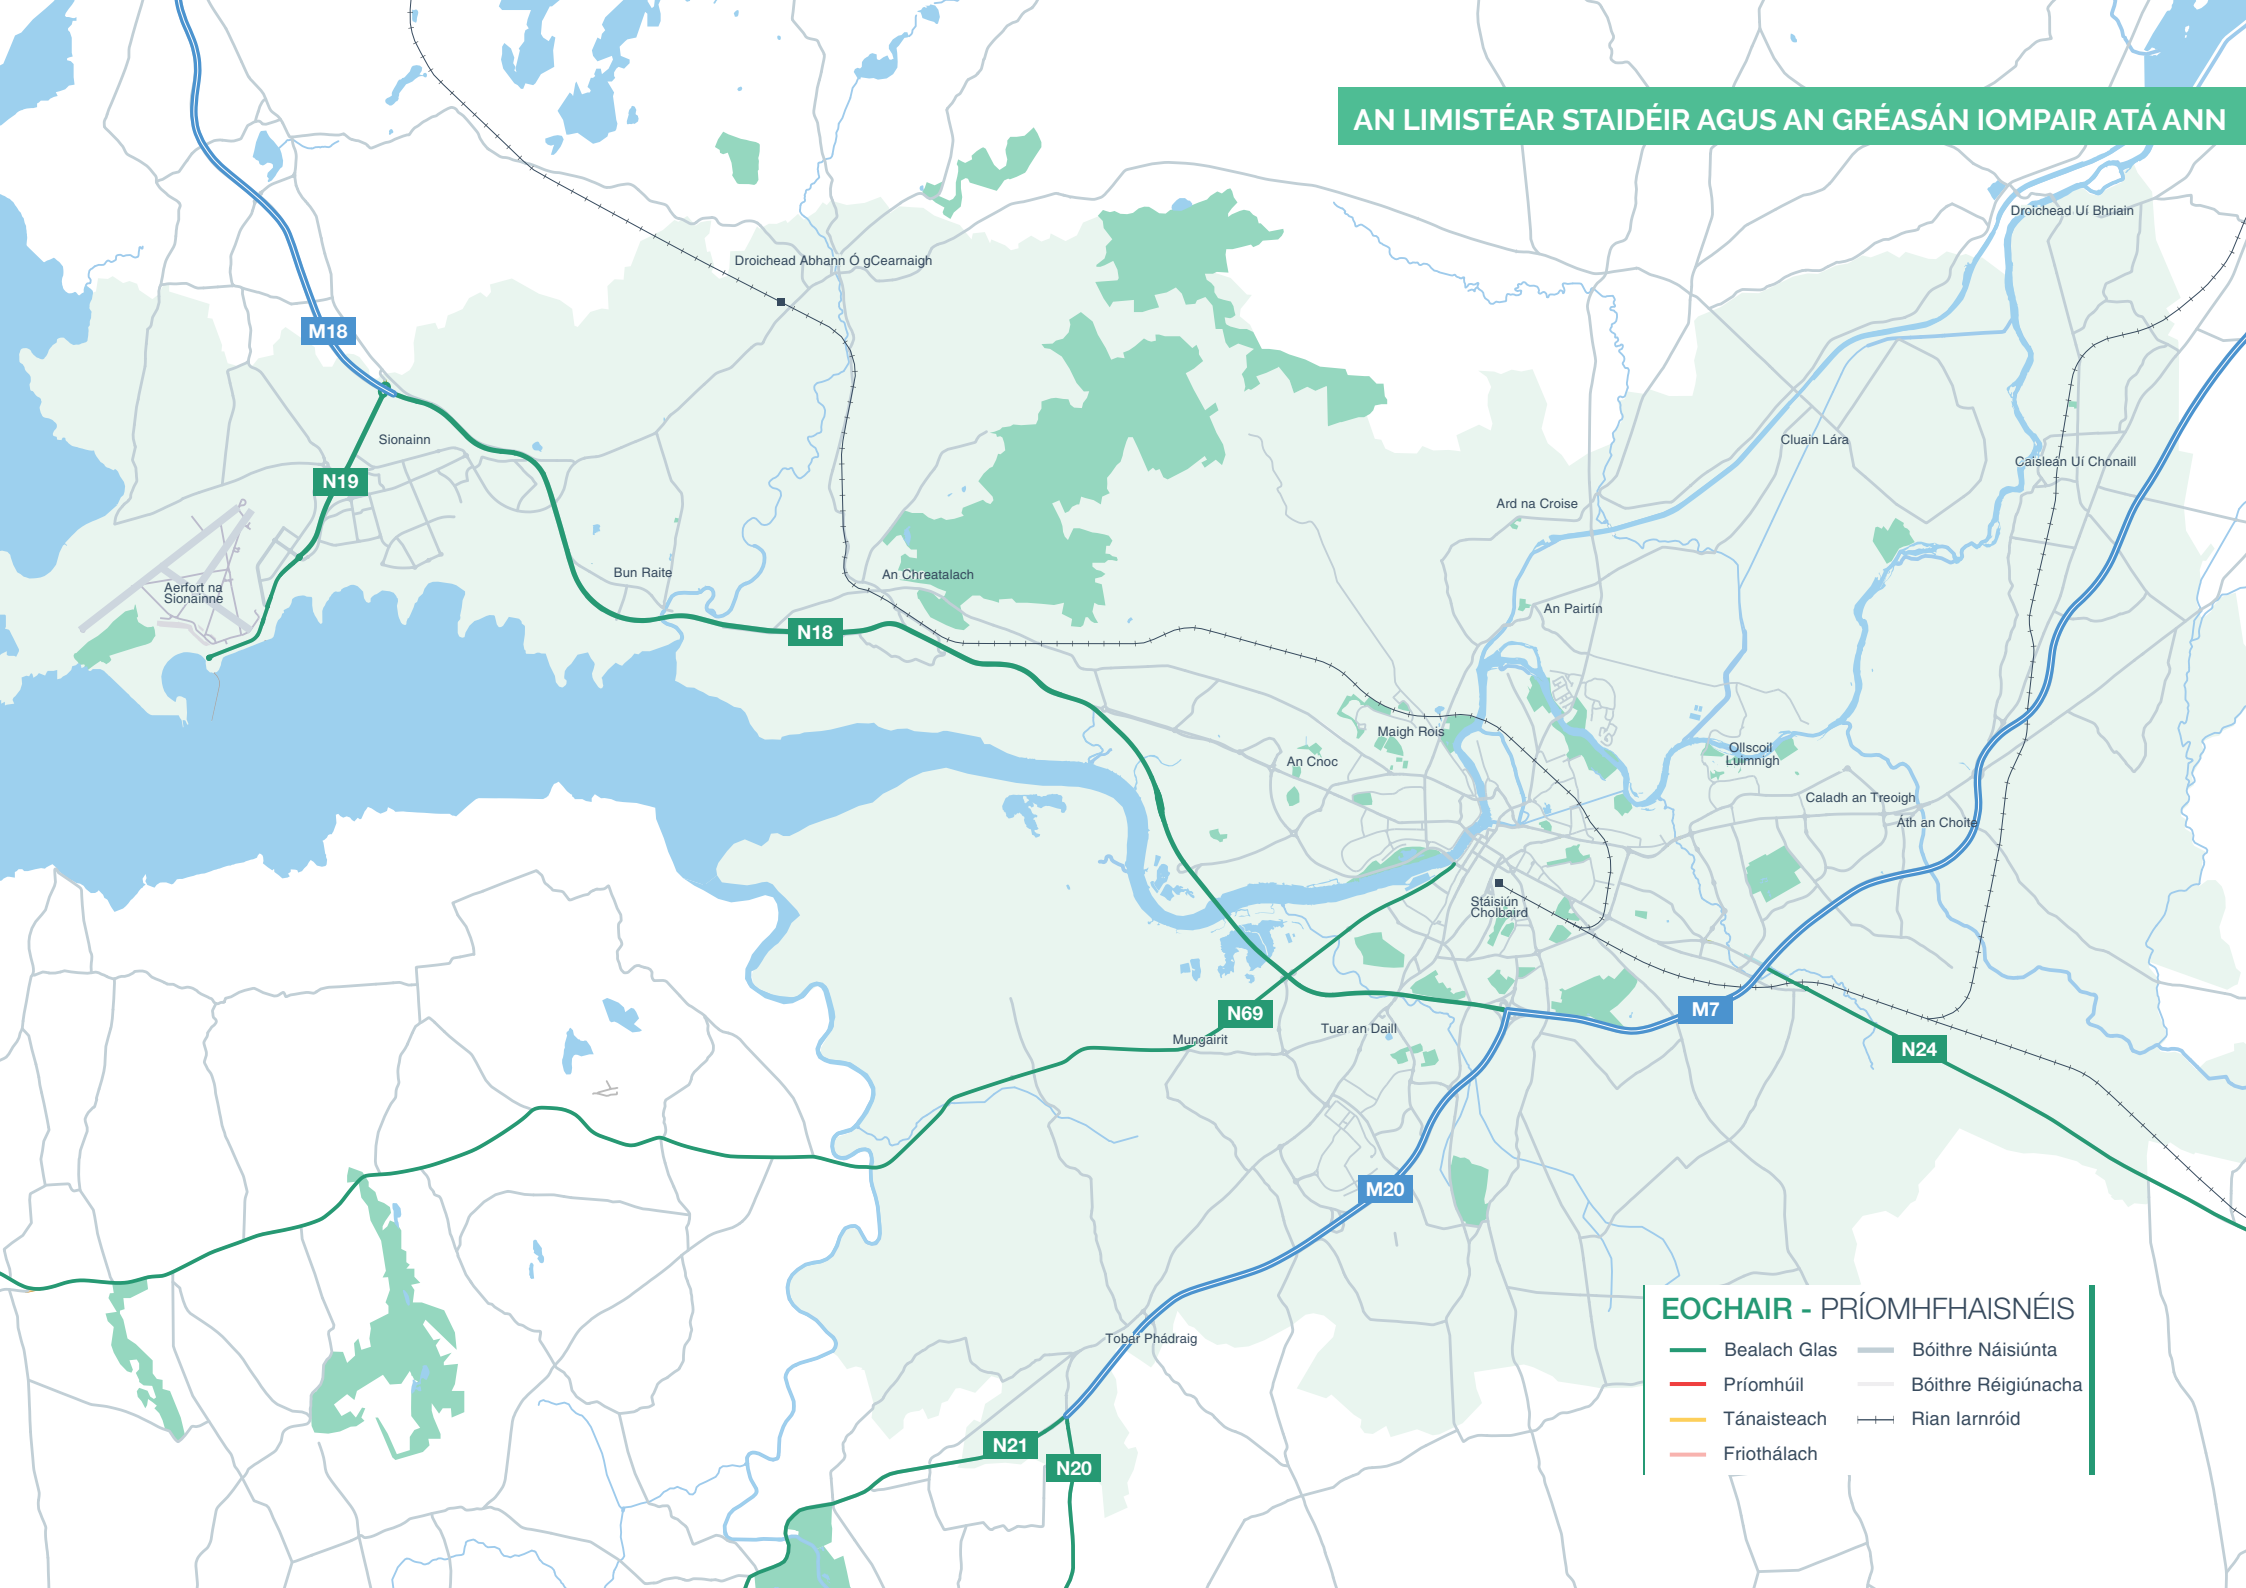 AN LIMISTÉAR STAIDÉIR AGUS AN GRÉASÁN IOMPAIR ATÁ ANN
Droichead Uí Bhriain
Droichead Abhann Ó gCearnaigh
M18
Sionainn
Cluain Lára
Caisleán Uí Chonaill
N19
Ard na Croise
Bun Raite
An Chreatalach
Aerfort na
Sionainne
An Pairtín
N18
Maigh Rois
An Cnoc
Ollscoil
Luimnigh
Caladh an Treoigh
Áth an Choite
Stáisiún
Cholbaird
N69
M7
Tuar an Daill
Mungairit
N24
M20
Tobar Phádraig
N21
N20
EOCHAIR - PRÍOMHFHAISNÉIS
Bealach Glas
Bóithre Náisiúnta
Príomhúil
Bóithre Réigiúnacha
Tánaisteach
Rian Iarnróid
Friothálach